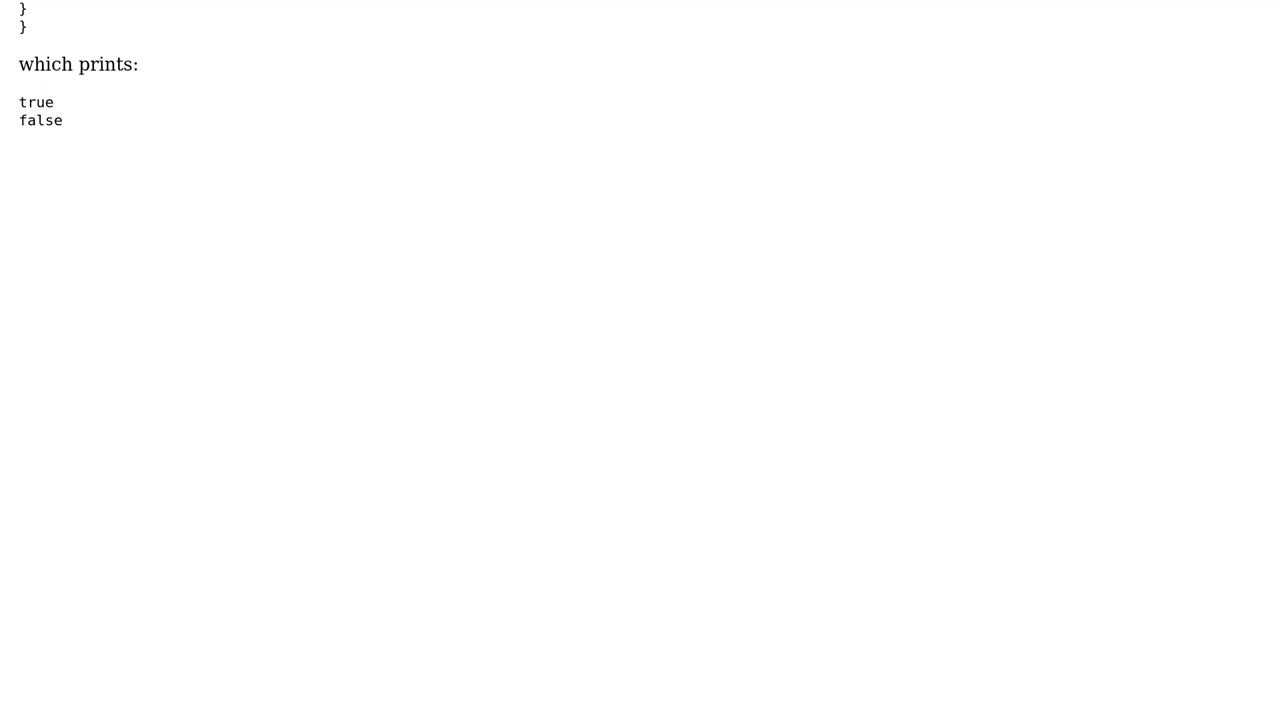 }
}
which prints:
true
false